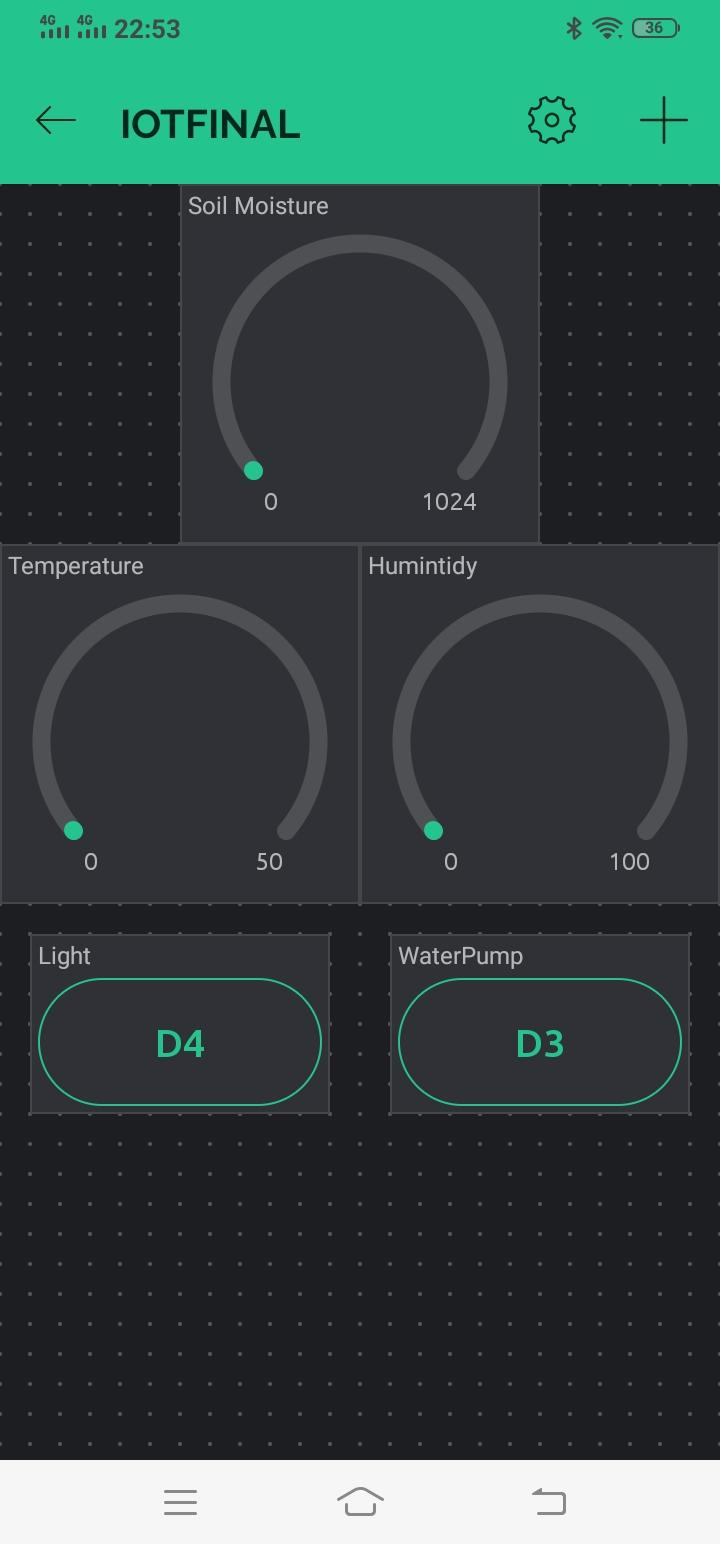 4G 4G 22:53 36
IOTFINAL
Soil Moisture
0 1024
Temperature Humintidy
0 50 0 100
Light WaterPump
D4 D3